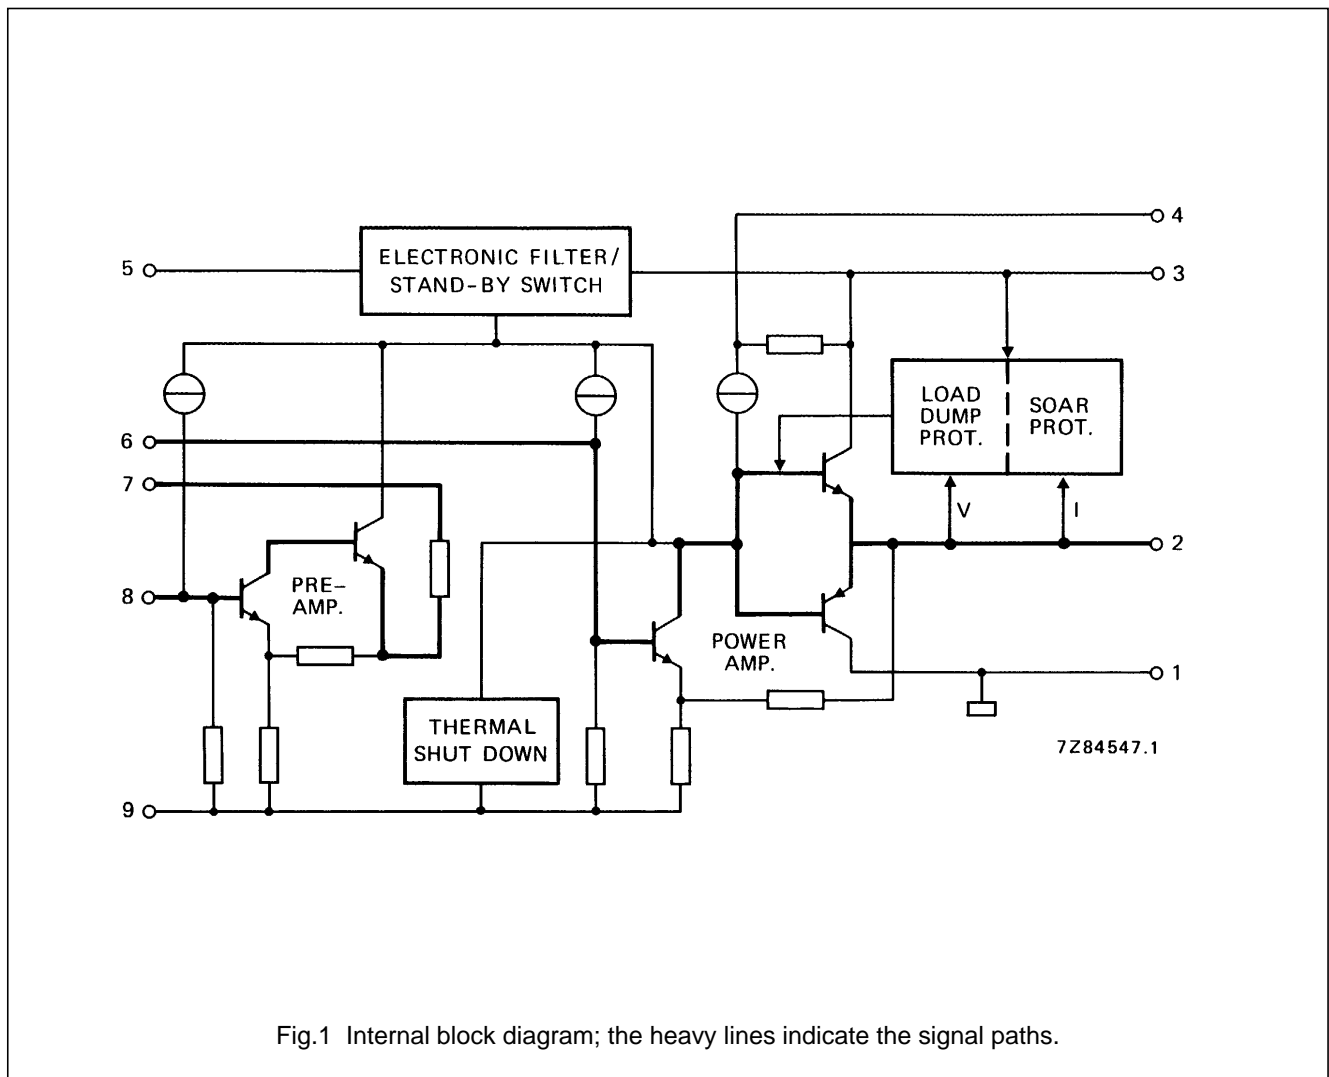 4
5
ELECTRONIC FILTER/
STAND-BY SWITCH
3
LOAD
DUMP
PROT.
SOAR
PROT.
6
7
V
I
2
8
PRE-
AMP.
POWER
AMP.
1
THERMAL
SHUT DOWN
7Z84547.1
9
Fig.1 Internal block diagram; the heavy lines indicate the signal paths.